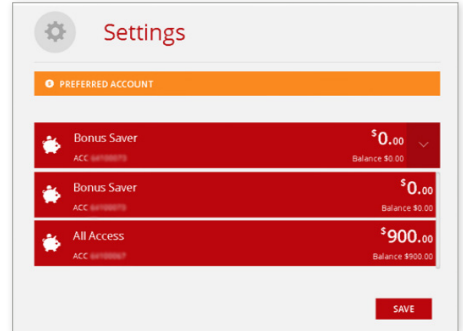 Settings
PREFERRED ACCOUNT
Bonus Saver $0.00
ACC Balance $0.00
Bonus Saver $0.00
ACC Balance $0.00
All Access $900.00
ACC Balance $900.00
SAVE